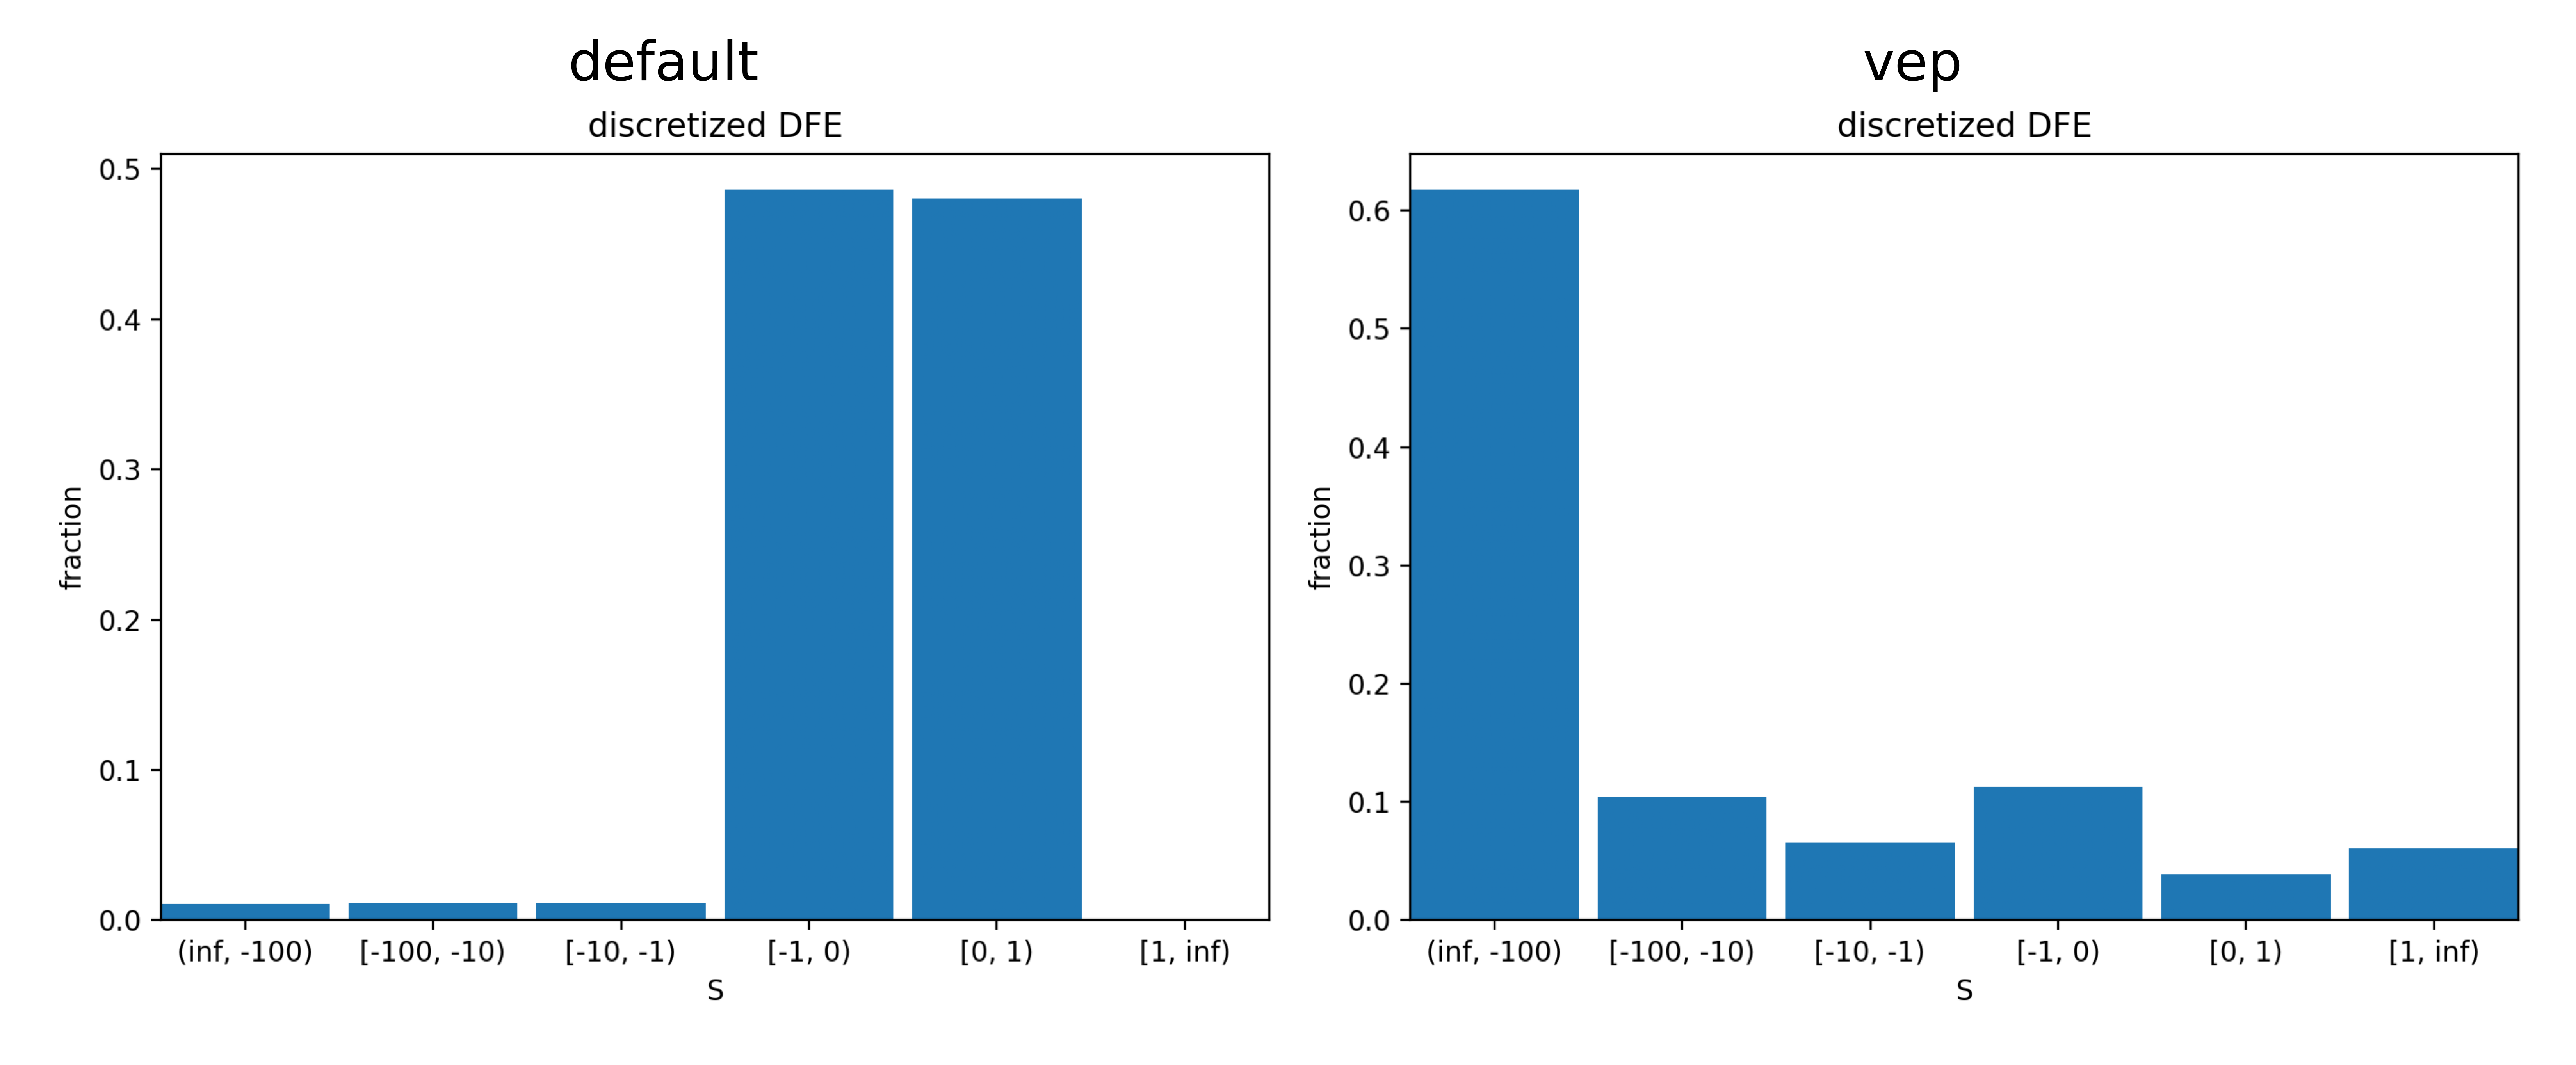 default
discretized DFE
0.5
0.4
0.3
0.2
0.1
0.0
fraction
(inf, -100)
[-100, -10)
[-10, -1)
[-1, 0)
[0, 1)
[1, inf)
S
vep
discretized DFE
0.6
0.5
0.4
0.3
0.2
0.1
0.0
fraction
(inf, -100)
[-100, -10)
[-10, -1)
[-1, 0)
[0, 1)
[1, inf)
S